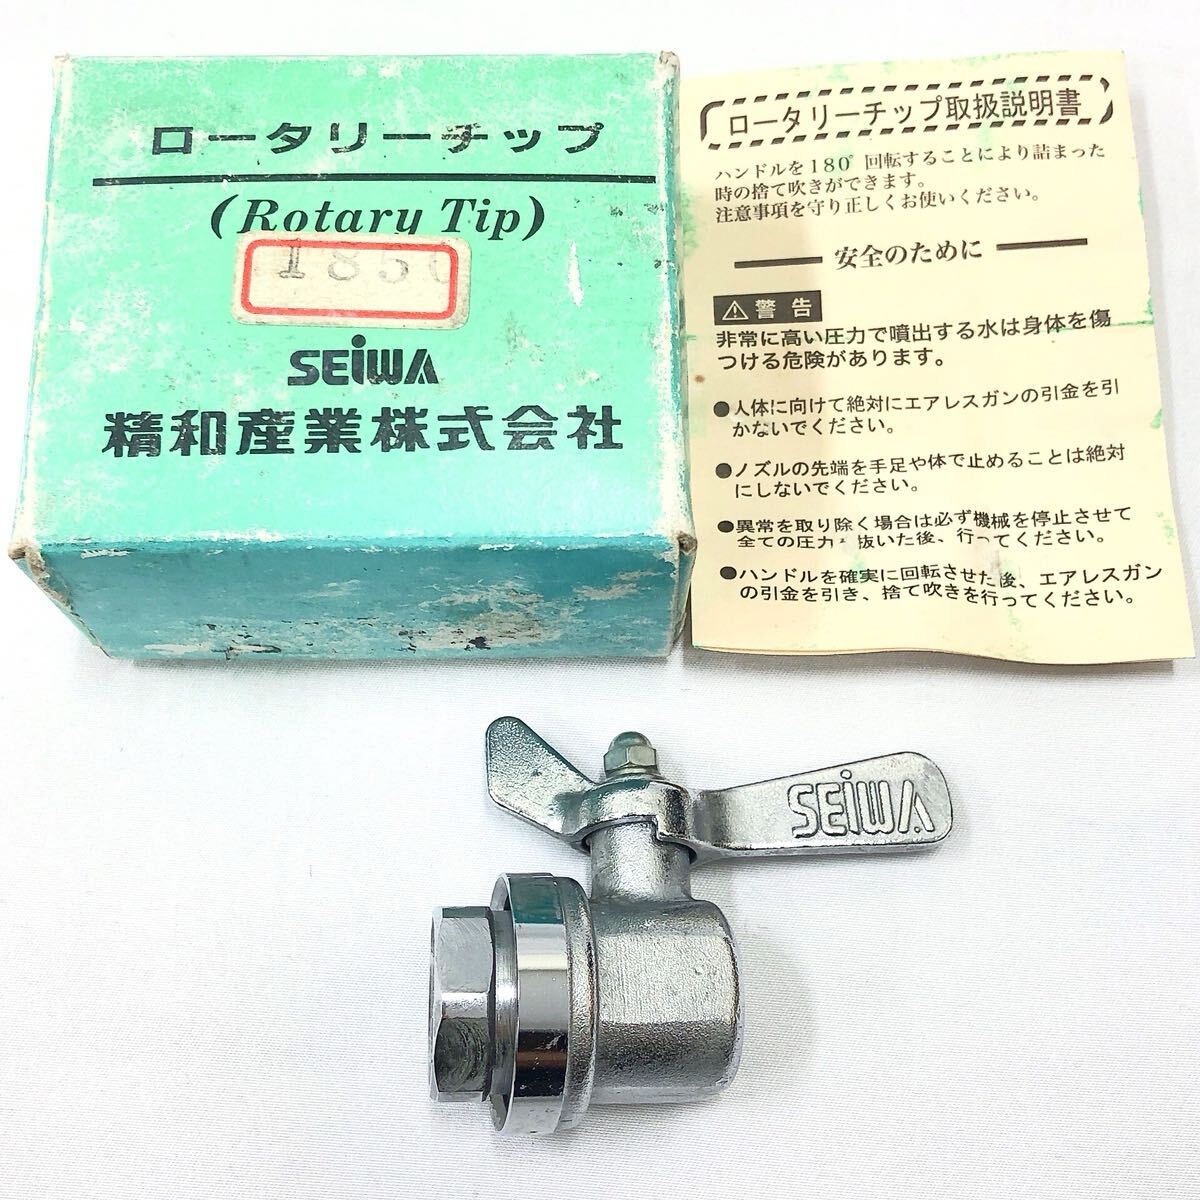 ロータリーチップ
(Rotary Tip)
SEiWA
精和産業株式会社
ロータリーチップ取扱説明書
ハンドルを180°回転することにより詰まった
時の捨て吹きができます。
注意事項を守り正しくお使いください。
安全のために
⚠警告
非常に高い圧力で噴出する水は身体を傷
つける危険があります。
●人体に向けて絶対にエアレスガンの引金を引
かないでください。
●ノズルの先端を手足や体で止めることは絶対
にしないでください。
●異常を取り除く場合は必ず機械を停止させて
全ての圧力を抜いた後、行ってください。
●ハンドルを確実に回転させた後、エアレスガン
の引金を引き、捨て吹きを行ってください。
SEiWA